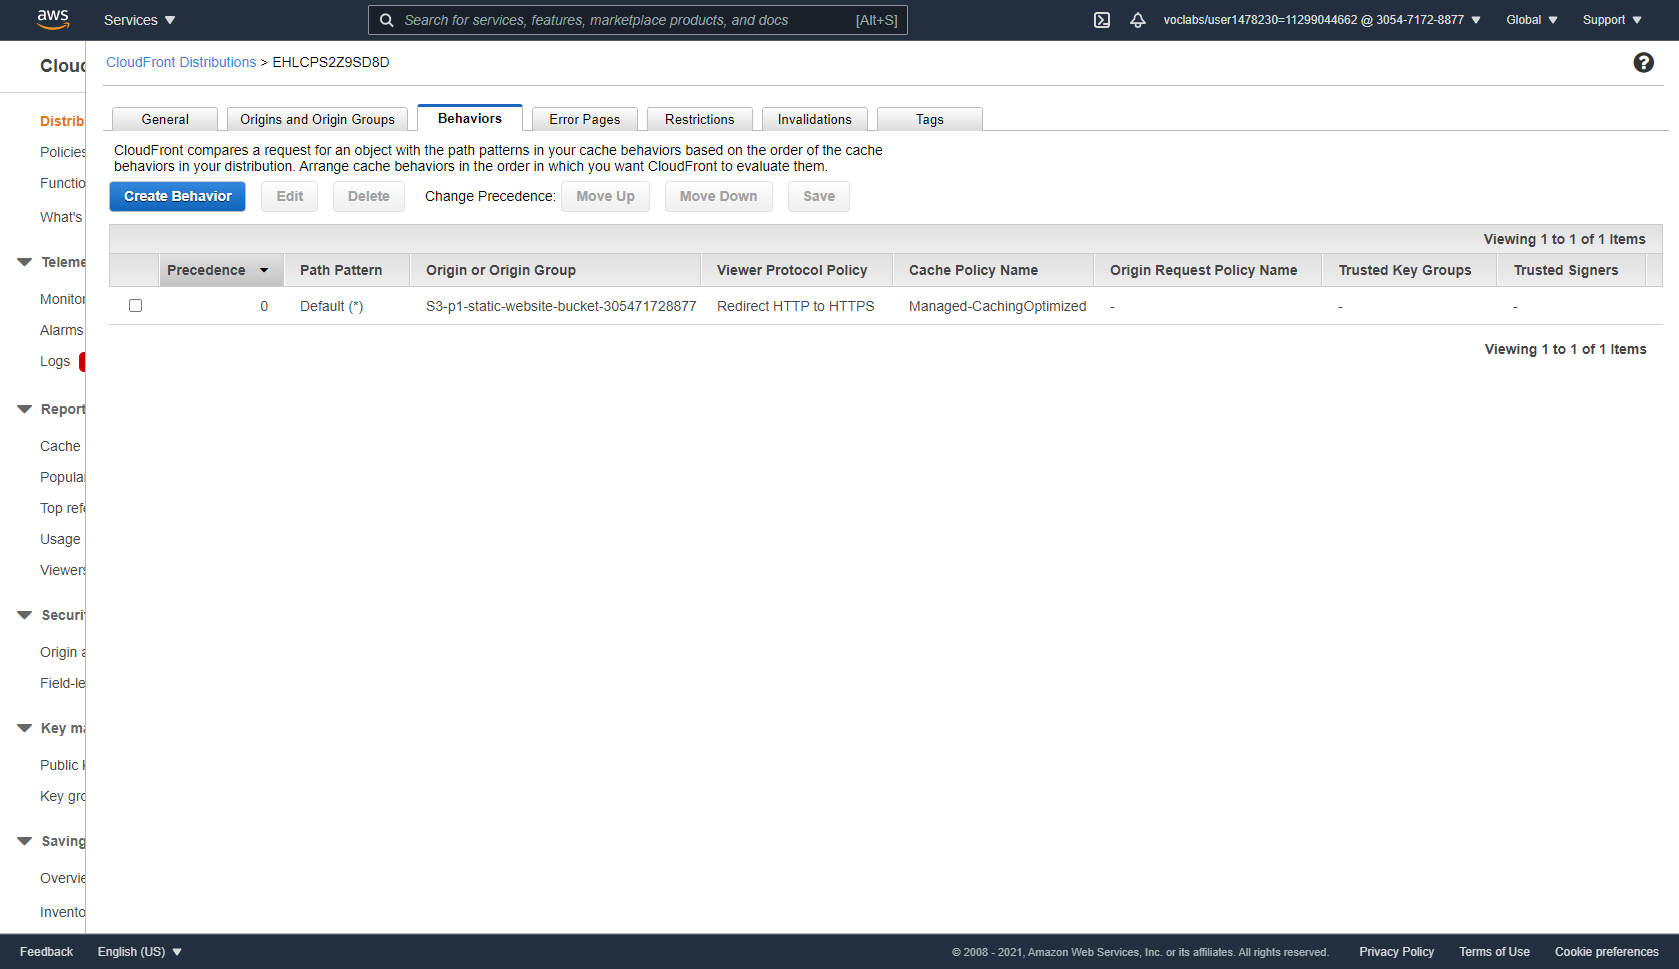 aws Services Search for services, features, marketplace products, and docs [Alt+S] voclabs/user1478230=11299044662 @ 3054-7172-8877 Global Support
Cloud
CloudFront Distributions > EHLCPS2Z9SD8D
General Origins and Origin Groups Behaviors Error Pages Restrictions Invalidations Tags
CloudFront compares a request for an object with the path patterns in your cache behaviors based on the order of the cache
behaviors in your distribution. Arrange cache behaviors in the order in which you want CloudFront to evaluate them.
Create Behavior Edit Delete Change Precedence: Move Up Move Down Save
Viewing 1 to 1 of 1 Items
Precedence Path Pattern Origin or Origin Group Viewer Protocol Policy Cache Policy Name Origin Request Policy Name Trusted Key Groups Trusted Signers
0 Default (*) S3-p1-static-website-bucket-305471728877 Redirect HTTP to HTTPS Managed-CachingOptimized - - -
Viewing 1 to 1 of 1 Items
Distrib
Policies
Functio
What's
Teleme
Monitor
Alarms
Logs
Report
Cache
Popular
Top refe
Usage
Viewers
Securi
Origin a
Field-le
Key ma
Public k
Key gro
Saving
Overvie
Invento
Feedback English (US) © 2008 - 2021, Amazon Web Services, Inc. or its affiliates. All rights reserved. Privacy Policy Terms of Use Cookie preferences